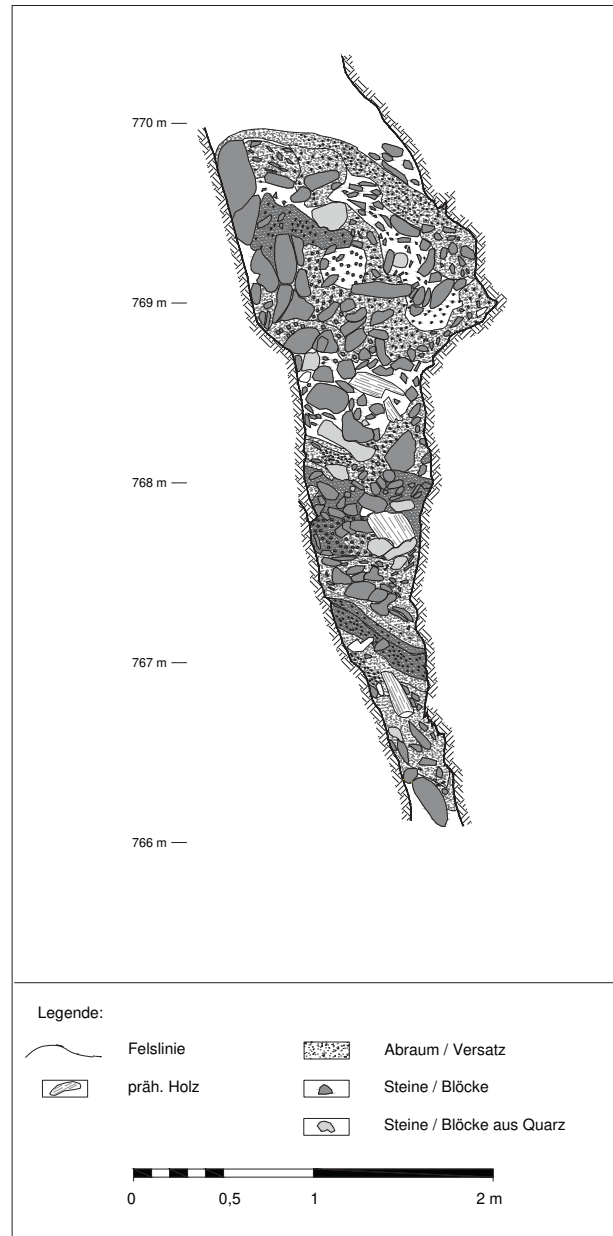 770 m
769 m
768 m
767 m
766 m
Legende:
Felslinie
Abraum / Versatz
präh. Holz
Steine / Blöcke
Steine / Blöcke aus Quarz
0 0,5 1 2 m